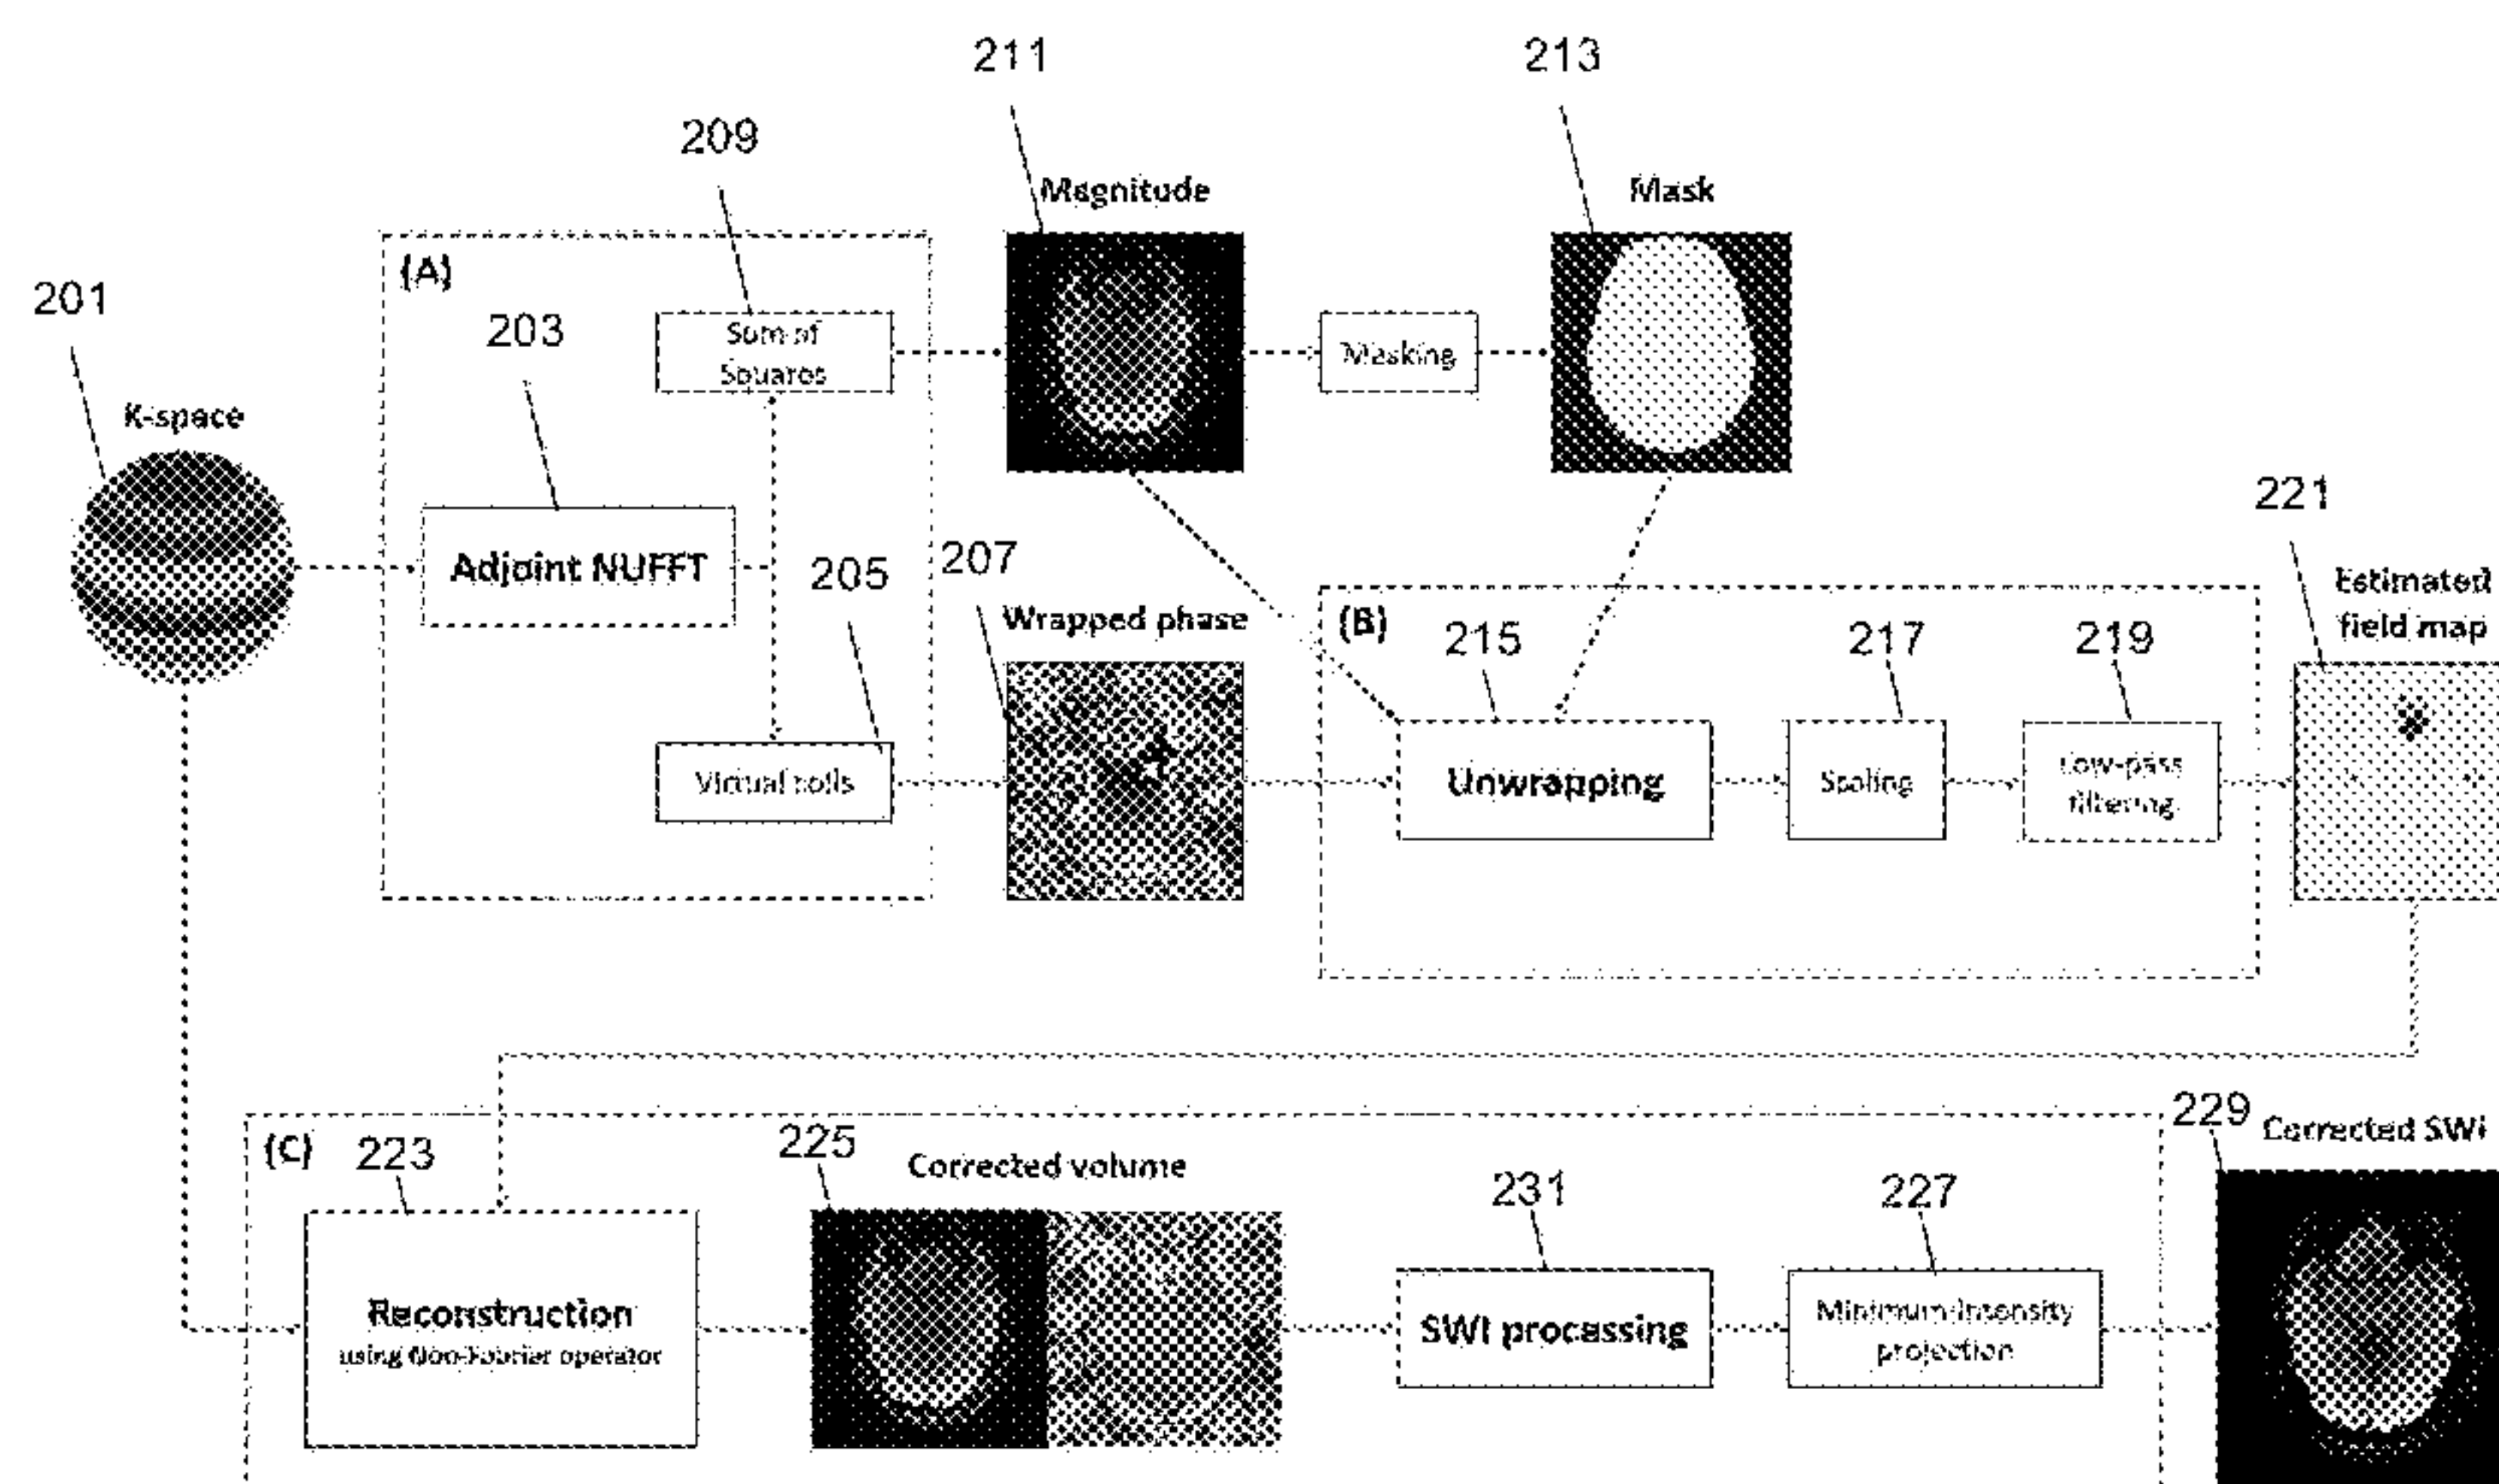 211
213
209
Magnitude
Mask
(A)
201
203
Sum of
Squares
Masking
K-space
221
Adjoint NUFFT
205
207
Estimated
field map
Wrapped phase
(B)
215
217
219
Virtual coils
Unwrapping
Scaling
Low-pass
filtering
(C)
223
225
Corrected volume
229
Corrected SWI
231
227
Reconstruction
using Non-Fourier operator
SWI processing
Minimum-Intensity
projection